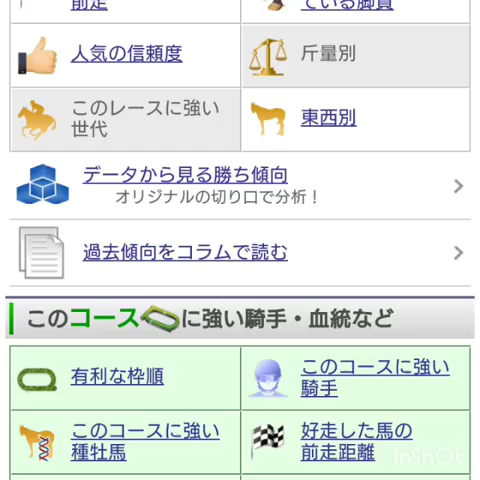 前走
ている脚質
人気の信頼度
斤量別
このレースに強い
世代
東西別
データから見る勝ち傾向
オリジナルの切り口で分析！
過去傾向をコラムで読む
このコースに強い騎手・血統など
有利な枠順
このコースに強い
騎手
このコースに強い
種牡馬
好走した馬の
前走距離
InShOt